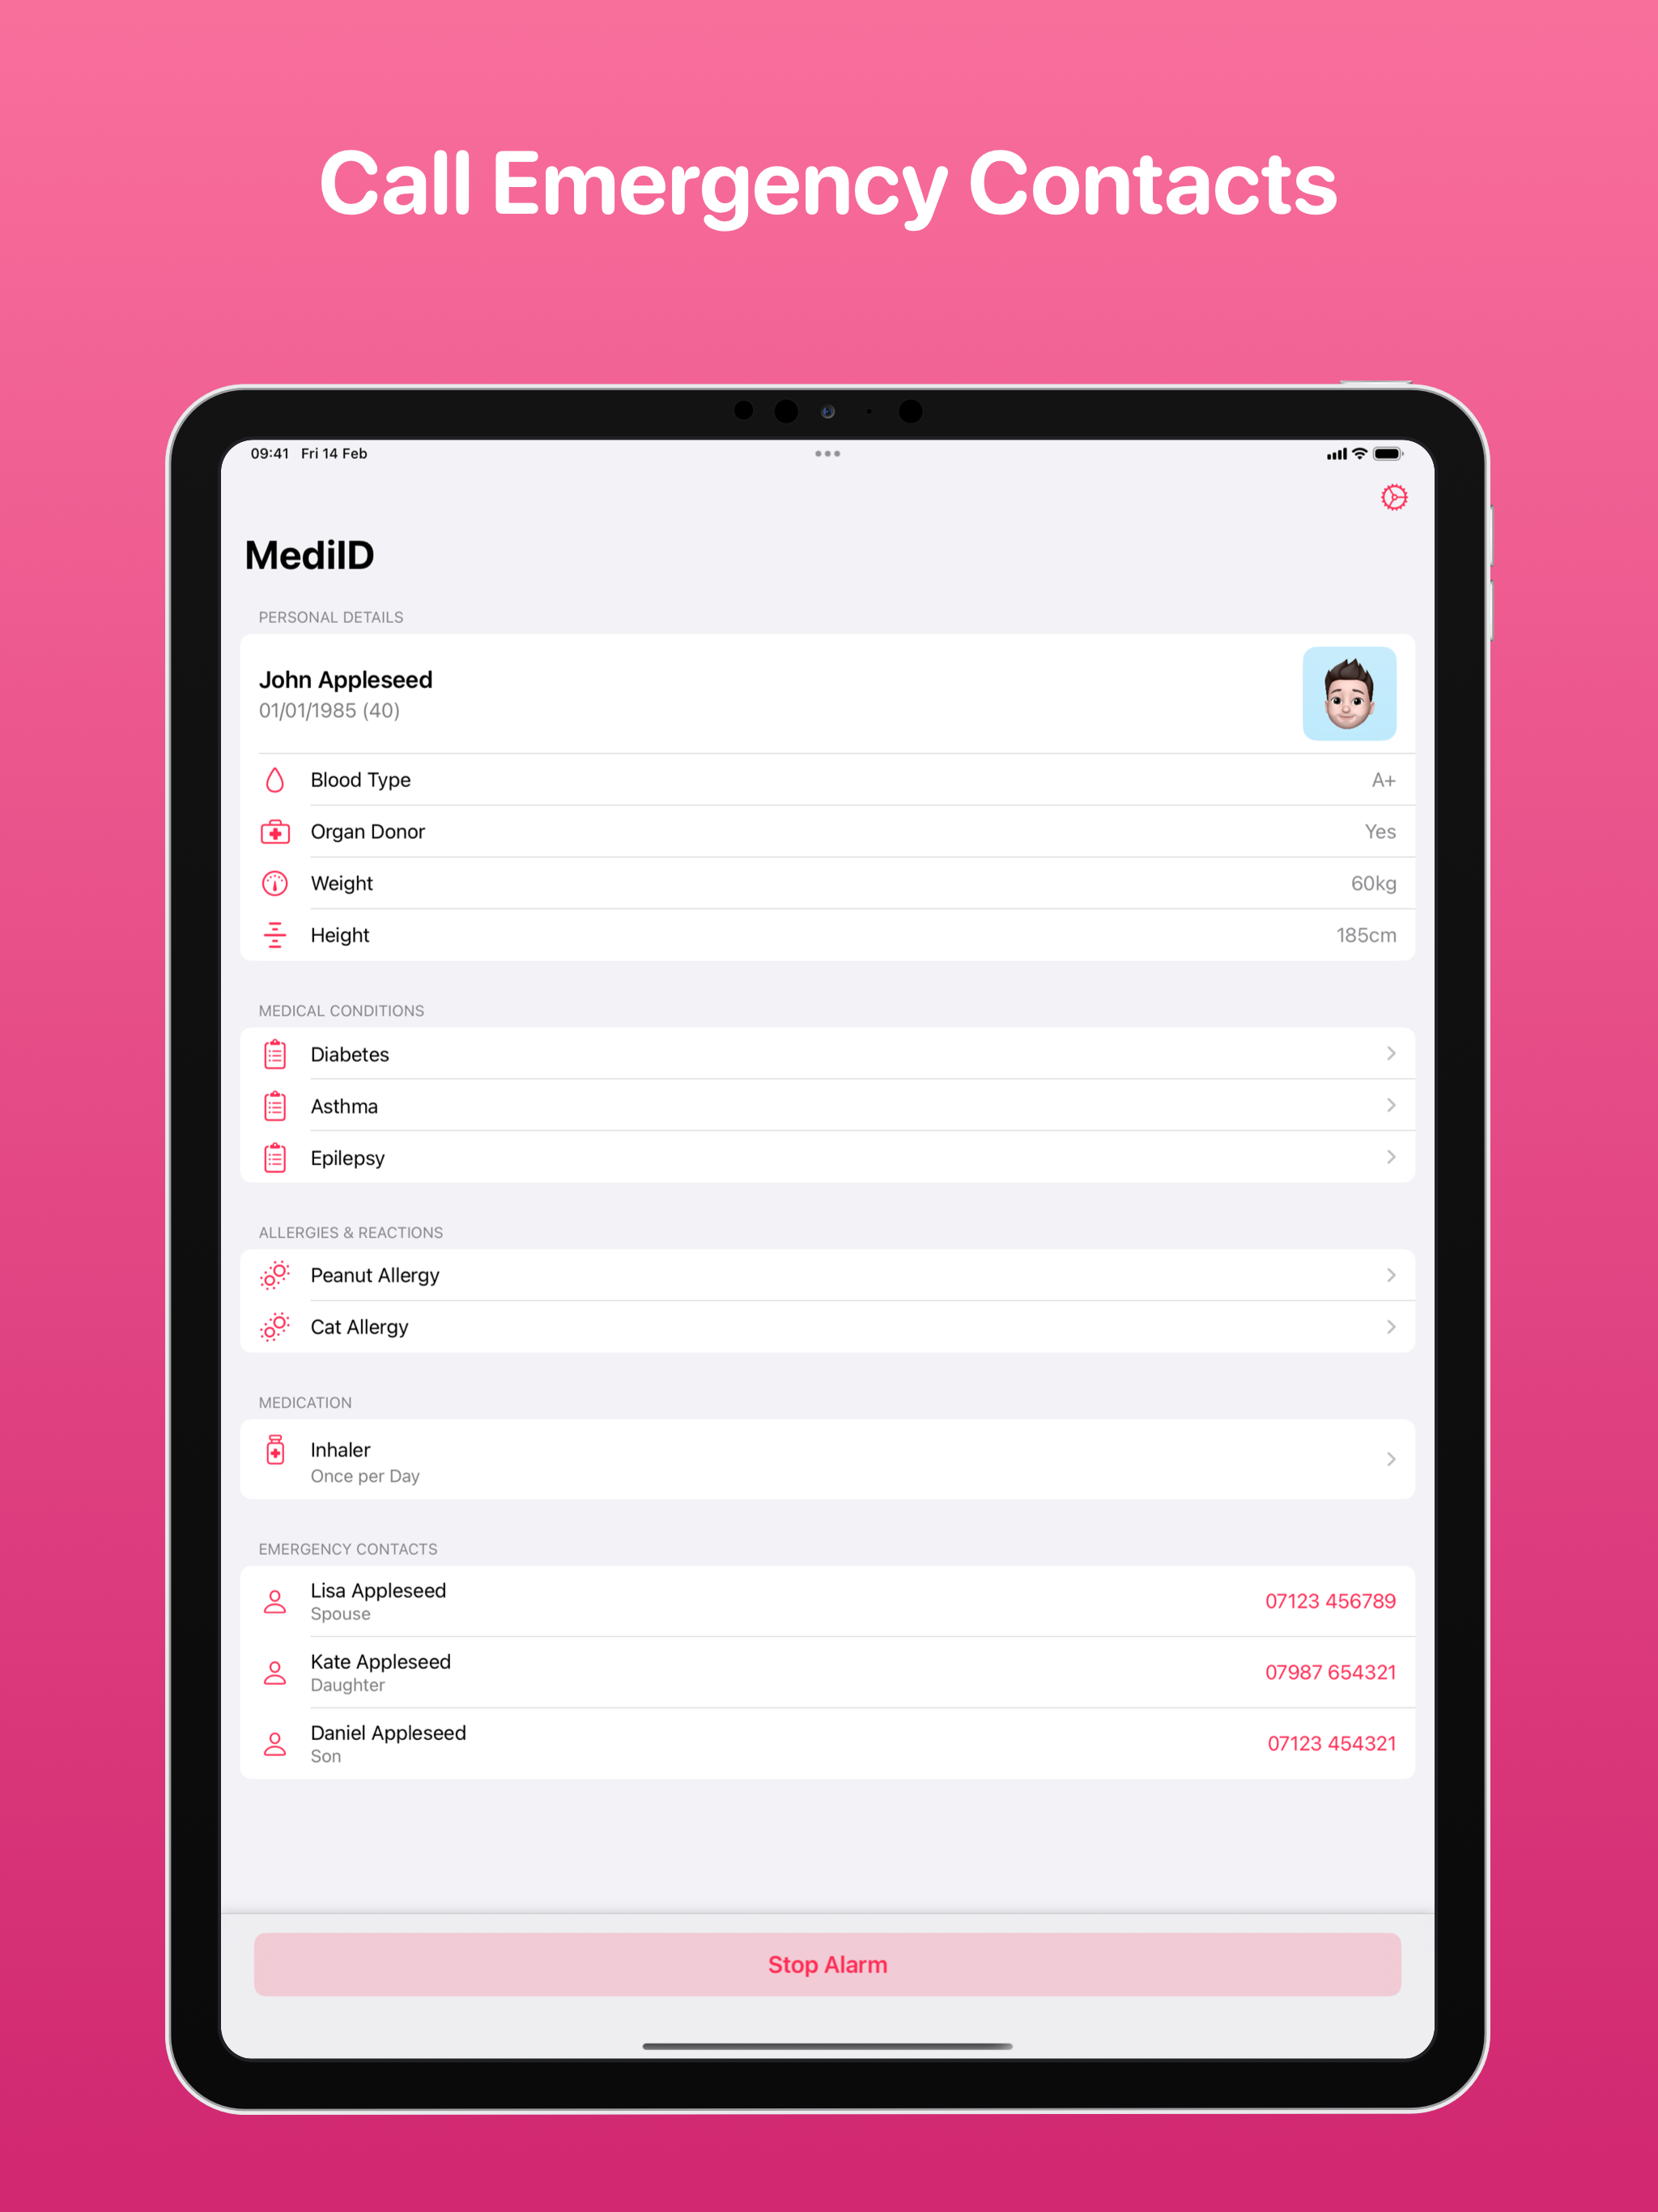 Call Emergency Contacts
09:41 Fri 14 Feb
MediID
PERSONAL DETAILS
John Appleseed
01/01/1985 (40)
Blood Type A+
Organ Donor Yes
Weight 60kg
Height 185cm
MEDICAL CONDITIONS
Diabetes
Asthma
Epilepsy
ALLERGIES & REACTIONS
Peanut Allergy
Cat Allergy
MEDICATION
Inhaler
Once per Day
EMERGENCY CONTACTS
Lisa Appleseed
Spouse
07123 456789
Kate Appleseed
Daughter
07987 654321
Daniel Appleseed
Son
07123 454321
Stop Alarm